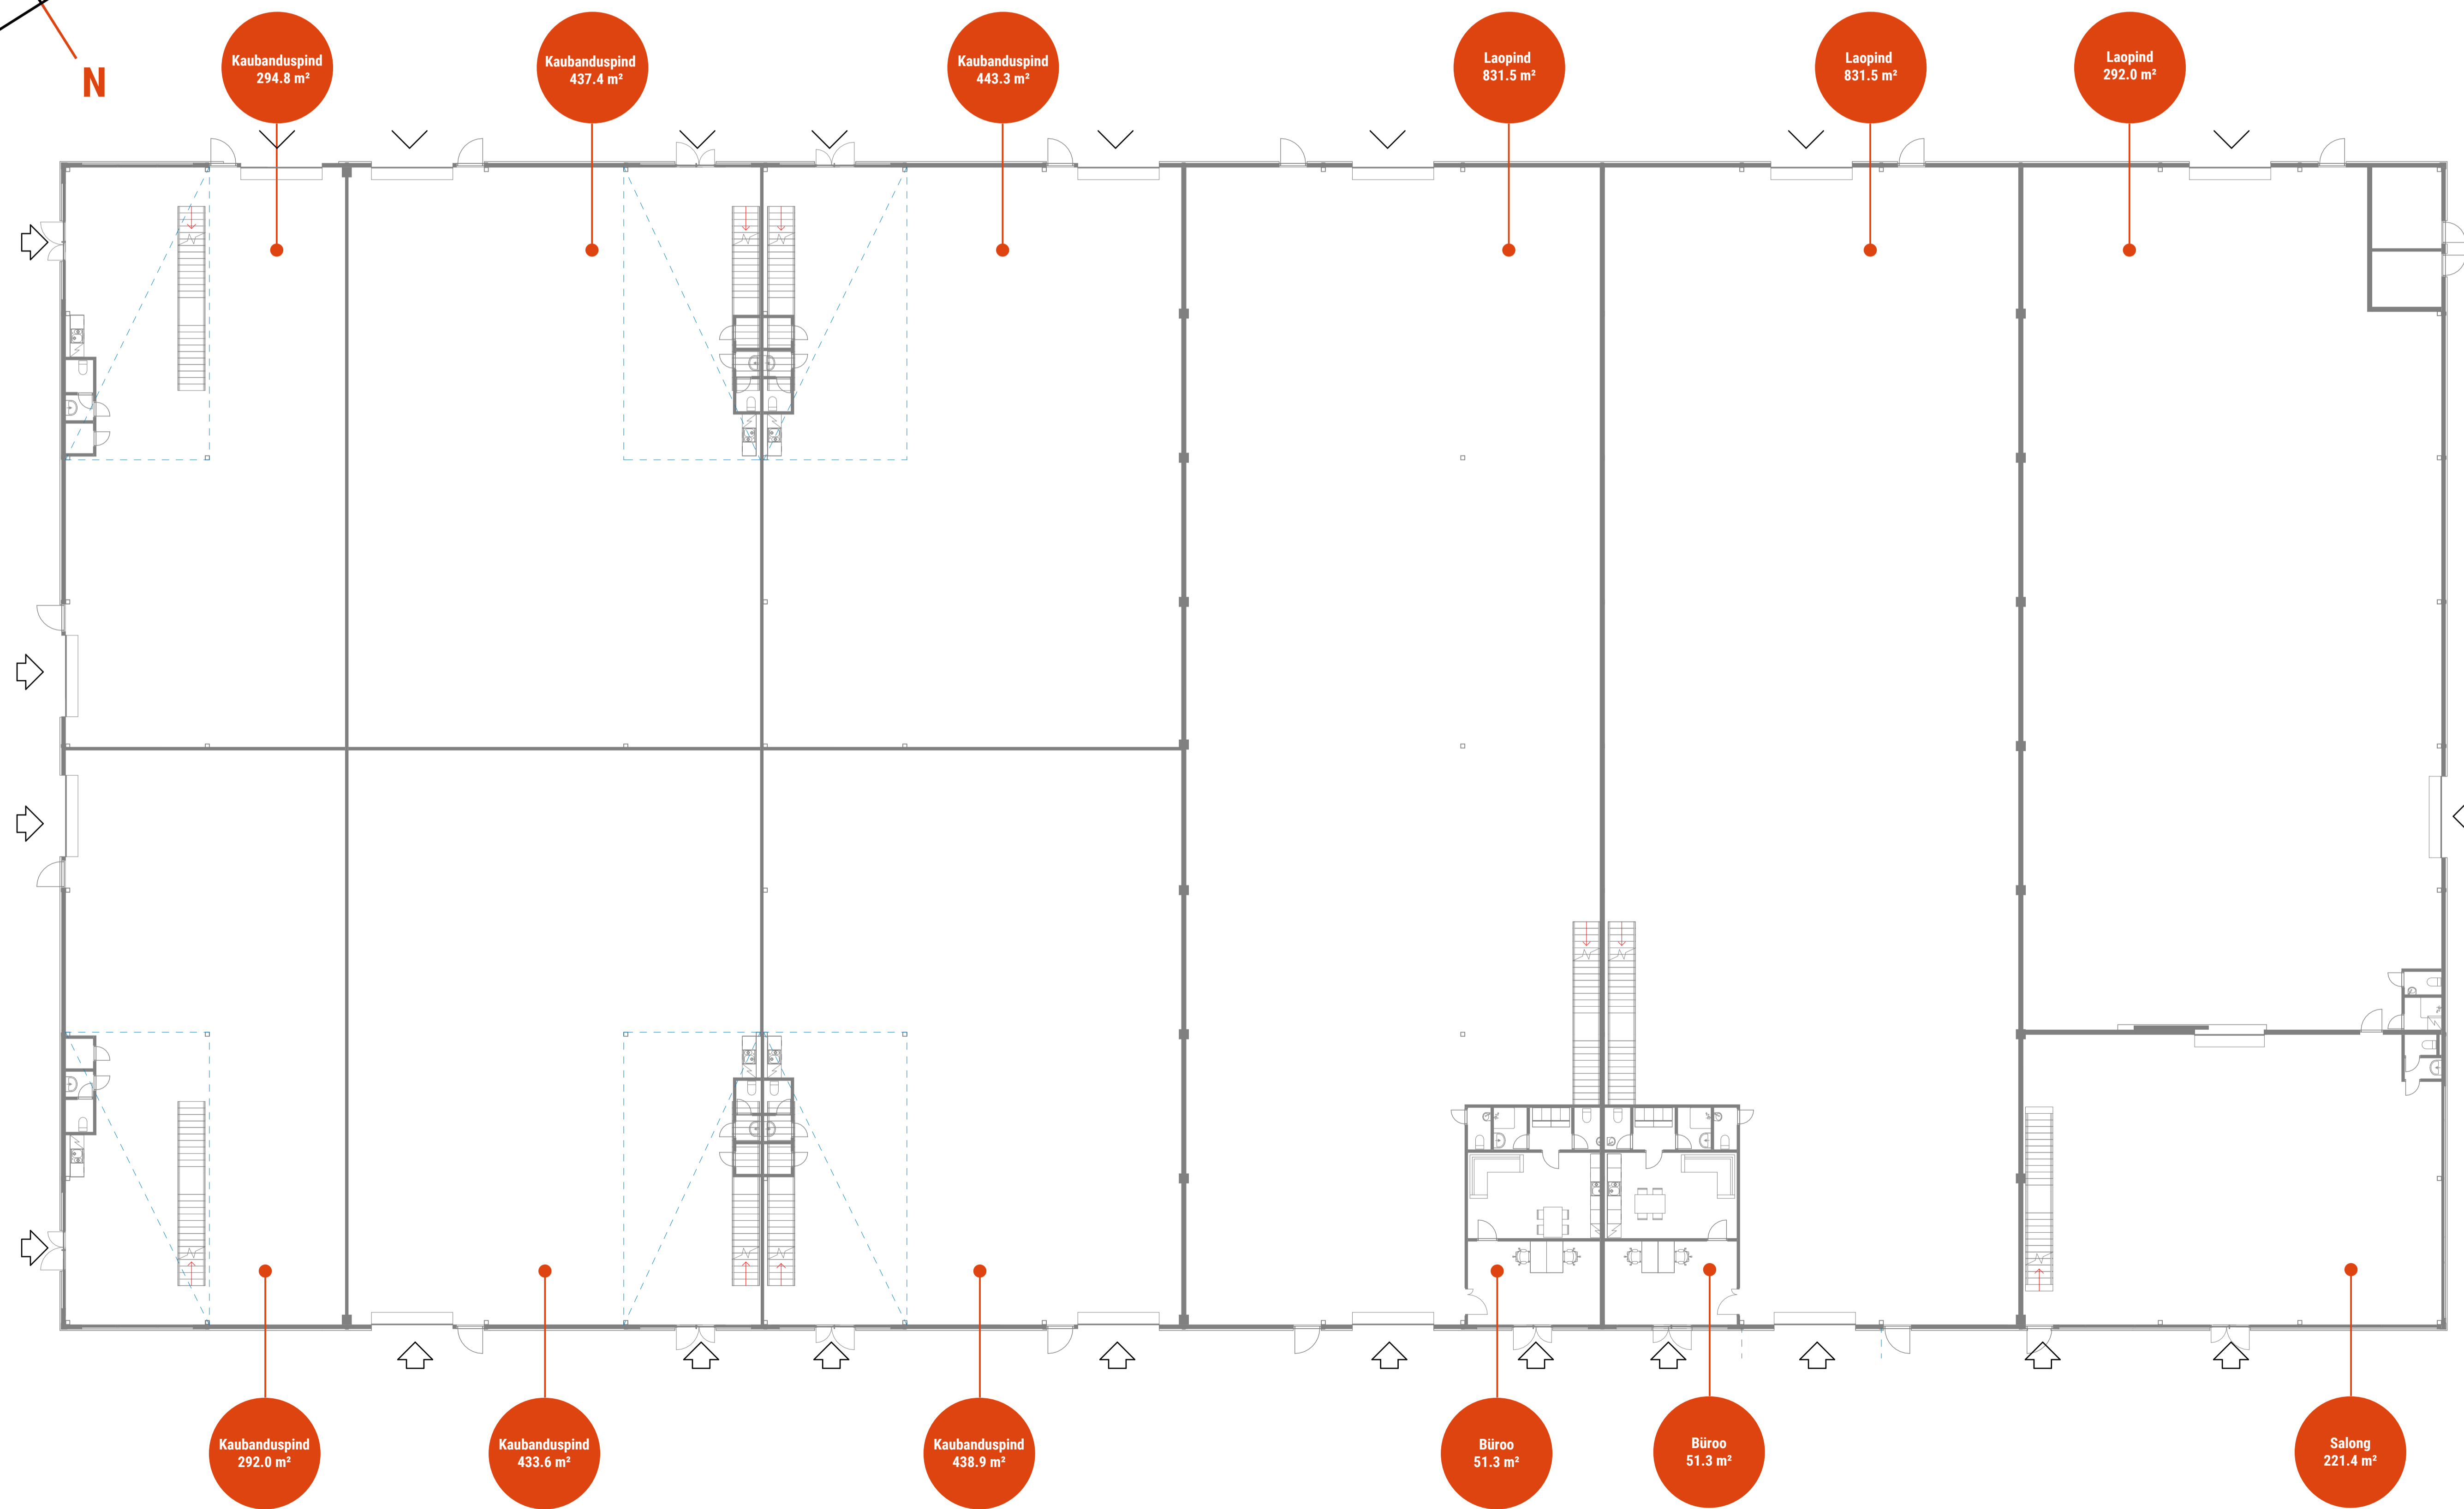 N
Kaubanduspind
294.8 m²
Kaubanduspind
437.4 m²
Kaubanduspind
443.3 m²
Laopind
831.5 m²
Laopind
831.5 m²
Laopind
292.0 m²
Kaubanduspind
292.0 m²
Kaubanduspind
433.6 m²
Kaubanduspind
438.9 m²
Büroo
51.3 m²
Büroo
51.3 m²
Salong
221.4 m²